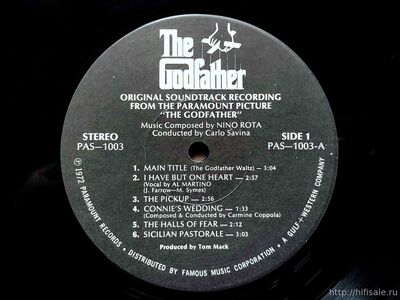 The
Godfather
ORIGINAL SOUNDTRACK RECORDING
FROM THE PARAMOUNT PICTURE
"THE GODFATHER"
Music Composed by NINO ROTA
Conducted by Carlo Savina
STEREO
PAS—1003
SIDE 1
PAS—1003-A
1. MAIN TITLE (The Godfather Waltz) — 3:04
2. I HAVE BUT ONE HEART — 2:57
(Vocal by AL MARTINO)
(J. Farrow—M. Symes)
3. THE PICKUP — 2:56
4. CONNIE'S WEDDING — 1:33
(Composed & Conducted by Carmine Coppola)
5. THE HALLS OF FEAR — 2:12
6. SICILIAN PASTORALE — 3:03
Produced by Tom Mack
Ⓟ 1972 PARAMOUNT RECORDS • DISTRIBUTED BY FAMOUS MUSIC CORPORATION • A GULF+WESTERN COMPANY
http://hifisale.ru